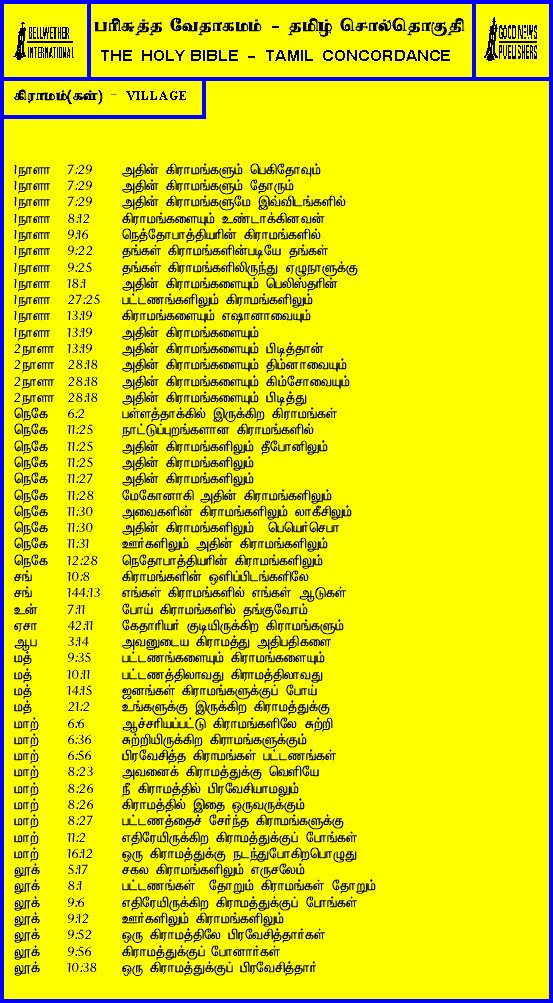 BELLWETHER
INTERNATIONAL
பரிசுத்த வேதாகமம் - தமிழ் சொல்தொகுதி
THE HOLY BIBLE - TAMIL CONCORDANCE
GOOD NEWS
PUBLISHERS
கிராமம்(கள்) - VILLAGE
1நாளா 7:29 அதின் கிராமங்களும் பெகிதோவும்
1நாளா 7:29 அதின் கிராமங்களும் தோரும்
1நாளா 7:29 அதின் கிராமங்களுமே இவ்விடங்களில்
1நாளா 8:12 கிராமங்களையும் உண்டாக்கினவன்
1நாளா 9:16 நெத்தோபாத்தியரின் கிராமங்களில்
1நாளா 9:22 தங்கள் கிராமங்களின்படியே தங்கள்
1நாளா 9:25 தங்கள் கிராமங்களிலிருந்து ஏழுநாளுக்கு
1நாளா 18:1 அதின் கிராமங்களையும் பெலிஸ்தரின்
1நாளா 27:25 பட்டணங்களிலும் கிராமங்களிலும்
1நாளா 13:19 கிராமங்களையும் எஷானாவையும்
1நாளா 13:19 அதின் கிராமங்களையும்
2நாளா 13:19 அதின் கிராமங்களையும் பிடித்தான்
2நாளா 28:18 அதின் கிராமங்களையும் திம்னாவையும்
2நாளா 28:18 அதின் கிராமங்களையும் கிம்சோவையும்
2நாளா 28:18 அதின் கிராமங்களையும் பிடித்து
நெகே 6:2 பள்ளத்தாக்கில் இருக்கிற கிராமங்கள்
நெகே 11:25 நாட்டுப்புறங்களான கிராமங்களில்
நெகே 11:25 அதின் கிராமங்களிலும் தீபோனிலும்
நெகே 11:25 அதின் கிராமங்களிலும்
நெகே 11:27 அதின் கிராமங்களிலும்
நெகே 11:28 மேகோனாகி அதின் கிராமங்களிலும்
நெகே 11:30 அவைகளின் கிராமங்களிலும் லாகீசிலும்
நெகே 11:30 அதின் கிராமங்களிலும் பெயெர்செபா
நெகே 11:31 ஊர்களிலும் அதின் கிராமங்களிலும்
நெகே 12:28 நெதோபாத்தியரின் கிராமங்களிலும்
சங் 10:8 கிராமங்களின் ஒளிப்பிடங்களிலே
சங் 144:13 எங்கள் கிராமங்களில் எங்கள் ஆடுகள்
உன் 7:11 போய் கிராமங்களில் தங்குவோம்
ஏசா 42:11 கேதாரியர் குடியிருக்கிற கிராமங்களும்
ஆப 3:14 அவனுடைய கிராமத்து அதிபதிகளை
மத் 9:35 பட்டணங்களையும் கிராமங்களையும்
மத் 10:11 பட்டணத்திலாவது கிராமத்திலாவது
மத் 14:15 ஜனங்கள் கிராமங்களுக்குப் போய்
மத் 21:2 உங்களுக்கு இருக்கிற கிராமத்துக்கு
மாற் 6:6 ஆச்சரியப்பட்டு கிராமங்களிலே சுற்றி
மாற் 6:36 சுற்றியிருக்கிற கிராமங்களுக்கும்
மாற் 6:56 பிரவேசித்த கிராமங்கள் பட்டணங்கள்
மாற் 8:23 அவனைக் கிராமத்துக்கு வெளியே
மாற் 8:26 நீ கிராமத்தில் பிரவேசியாமலும்
மாற் 8:26 கிராமத்தில் இதை ஒருவருக்கும்
மாற் 8:27 பட்டணத்தைச் சேர்ந்த கிராமங்களுக்கு
மாற் 11:2 எதிரேயிருக்கிற கிராமத்துக்குப் போங்கள்
மாற் 16:12 ஒரு கிராமத்துக்கு நடந்துபோகிறபொழுது
லூக் 5:17 சகல கிராமங்களிலும் எருசலேம்
லூக் 8:1 பட்டணங்கள் தோறும் கிராமங்கள் தோறும்
லூக் 9:6 எதிரேயிருக்கிற கிராமத்துக்குப் போங்கள்
லூக் 9:12 ஊர்களிலும் கிராமங்களிலும்
லூக் 9:52 ஒரு கிராமத்திலே பிரவேசித்தார்கள்
லூக் 9:56 கிராமத்துக்குப் போனார்கள்
லூக் 10:38 ஒரு கிராமத்துக்குப் பிரவேசித்தார்